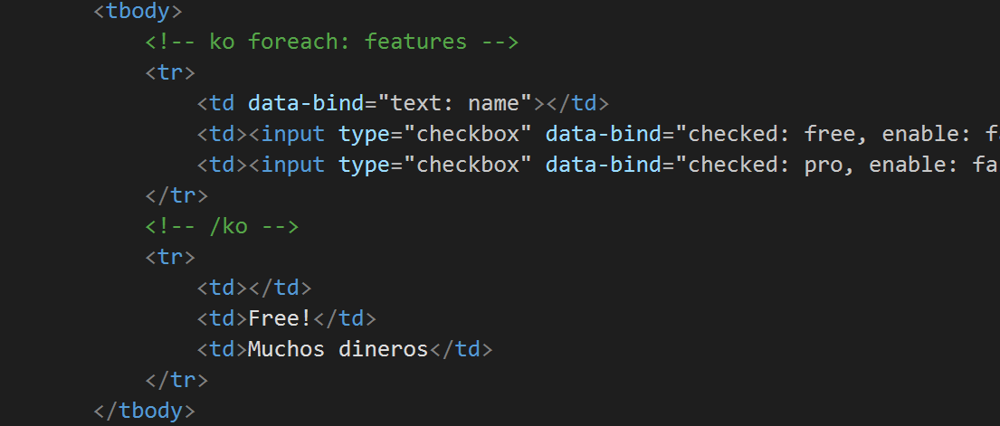 <tbody>
<!-- ko foreach: features -->
<tr>
<td data-bind="text: name"></td>
<td><input type="checkbox" data-bind="checked: free, enable: f
<td><input type="checkbox" data-bind="checked: pro, enable: fa
</tr>
<!-- /ko -->
<tr>
<td></td>
<td>Free!</td>
<td>Muchos dineros</td>
</tr>
</tbody>